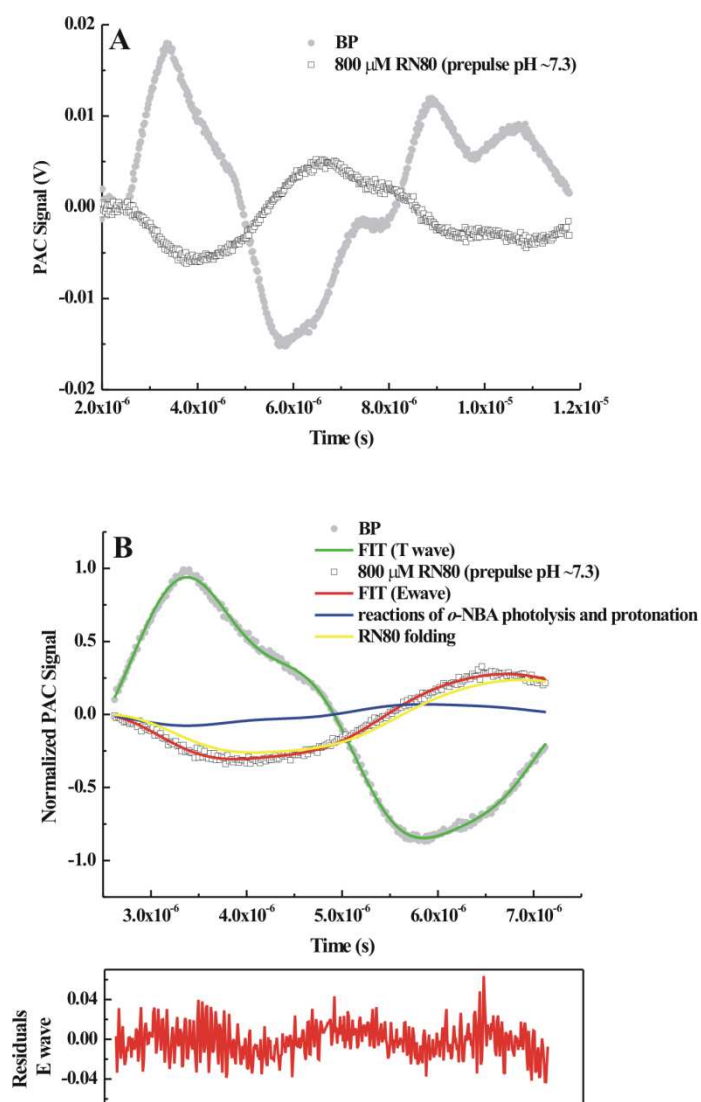 A
BP
800 μM RN80 (prepulse pH ~7.3)
0.02
0.01
0.00
-0.01
-0.02
PAC Signal (V)
2.0x10⁻⁶ 4.0x10⁻⁶ 6.0x10⁻⁶ 8.0x10⁻⁶ 1.0x10⁻⁵ 1.2x10⁻⁵
Time (s)
B
BP
FIT (T wave)
800 μM RN80 (prepulse pH ~7.3)
FIT (Ewave)
reactions of o-NBA photolysis and protonation
RN80 folding
1.0
0.5
0.0
-0.5
-1.0
Normalized PAC Signal
3.0x10⁻⁶ 4.0x10⁻⁶ 5.0x10⁻⁶ 6.0x10⁻⁶ 7.0x10⁻⁶
Time (s)
Residuals
E wave
0.04
0.00
-0.04